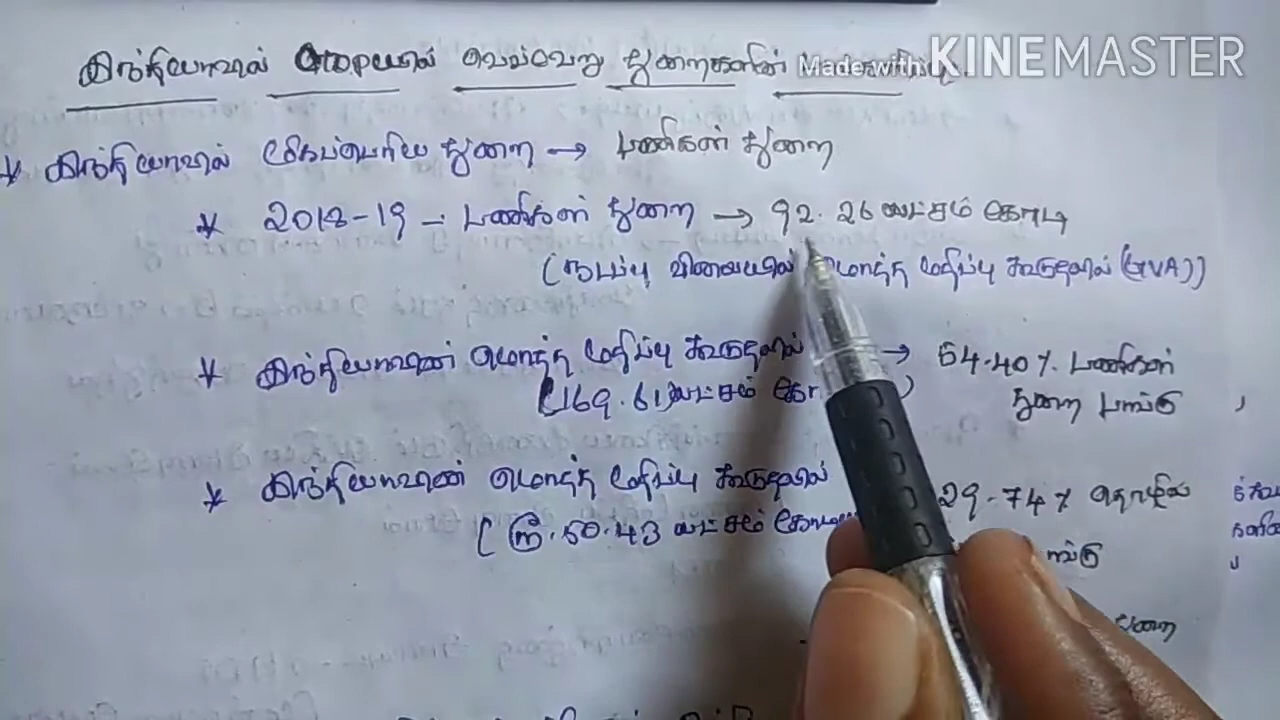 இந்தியாவில் GDPயில் வெவ்வேறு துறைகளின் Made with KINEMASTER
* இந்தியாவில் மிகப்பெரிய துறை → பணிகள் துறை
* 2018-19 - பணிகள் துறை → 92.26 லட்சம் கோடி
(நடப்பு விலையில் மொத்த மதிப்பு கூடுதலில் (GVA))
* இந்தியாவின் மொத்த மதிப்பு கூடுதலில் → 54.40% பணிகள்
(169.61) லட்சம் துறை பங்கு
* இந்தியாவின் மொத்த மதிப்பு கூடுதலில் 29.74% தொழில்
( ரூ.50.43 லட்சம்
துறை